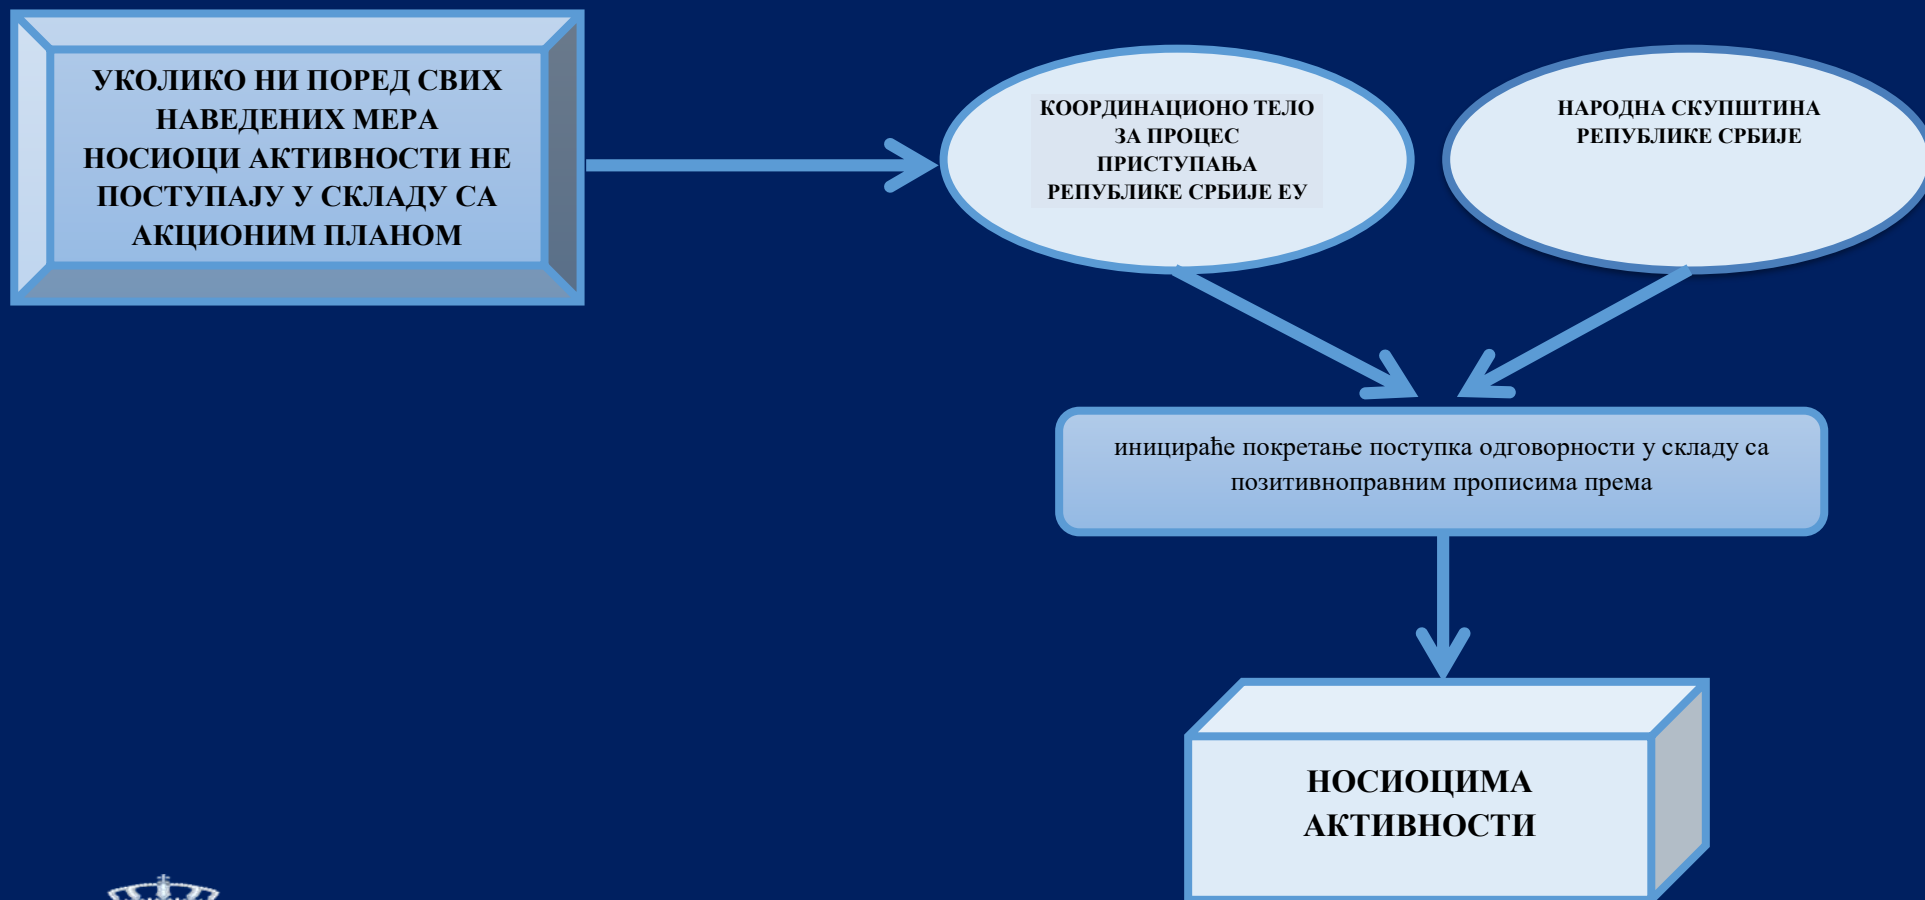 УКОЛИКО НИ ПОРЕД СВИХ
НАВЕДЕНИХ МЕРА
НОСИОЦИ АКТИВНОСТИ НЕ
ПОСТУПАЈУ У СКЛАДУ СА
АКЦИОНИМ ПЛАНОМ
КООРДИНАЦИОНО ТЕЛО
ЗА ПРОЦЕС
ПРИСТУПАЊА
РЕПУБЛИКЕ СРБИЈЕ ЕУ
НАРОДНА СКУПШТИНА
РЕПУБЛИКЕ СРБИЈЕ
иницираће покретање поступка одговорности у складу са
позитивноправним прописима према
НОСИОЦИМА
АКТИВНОСТИ